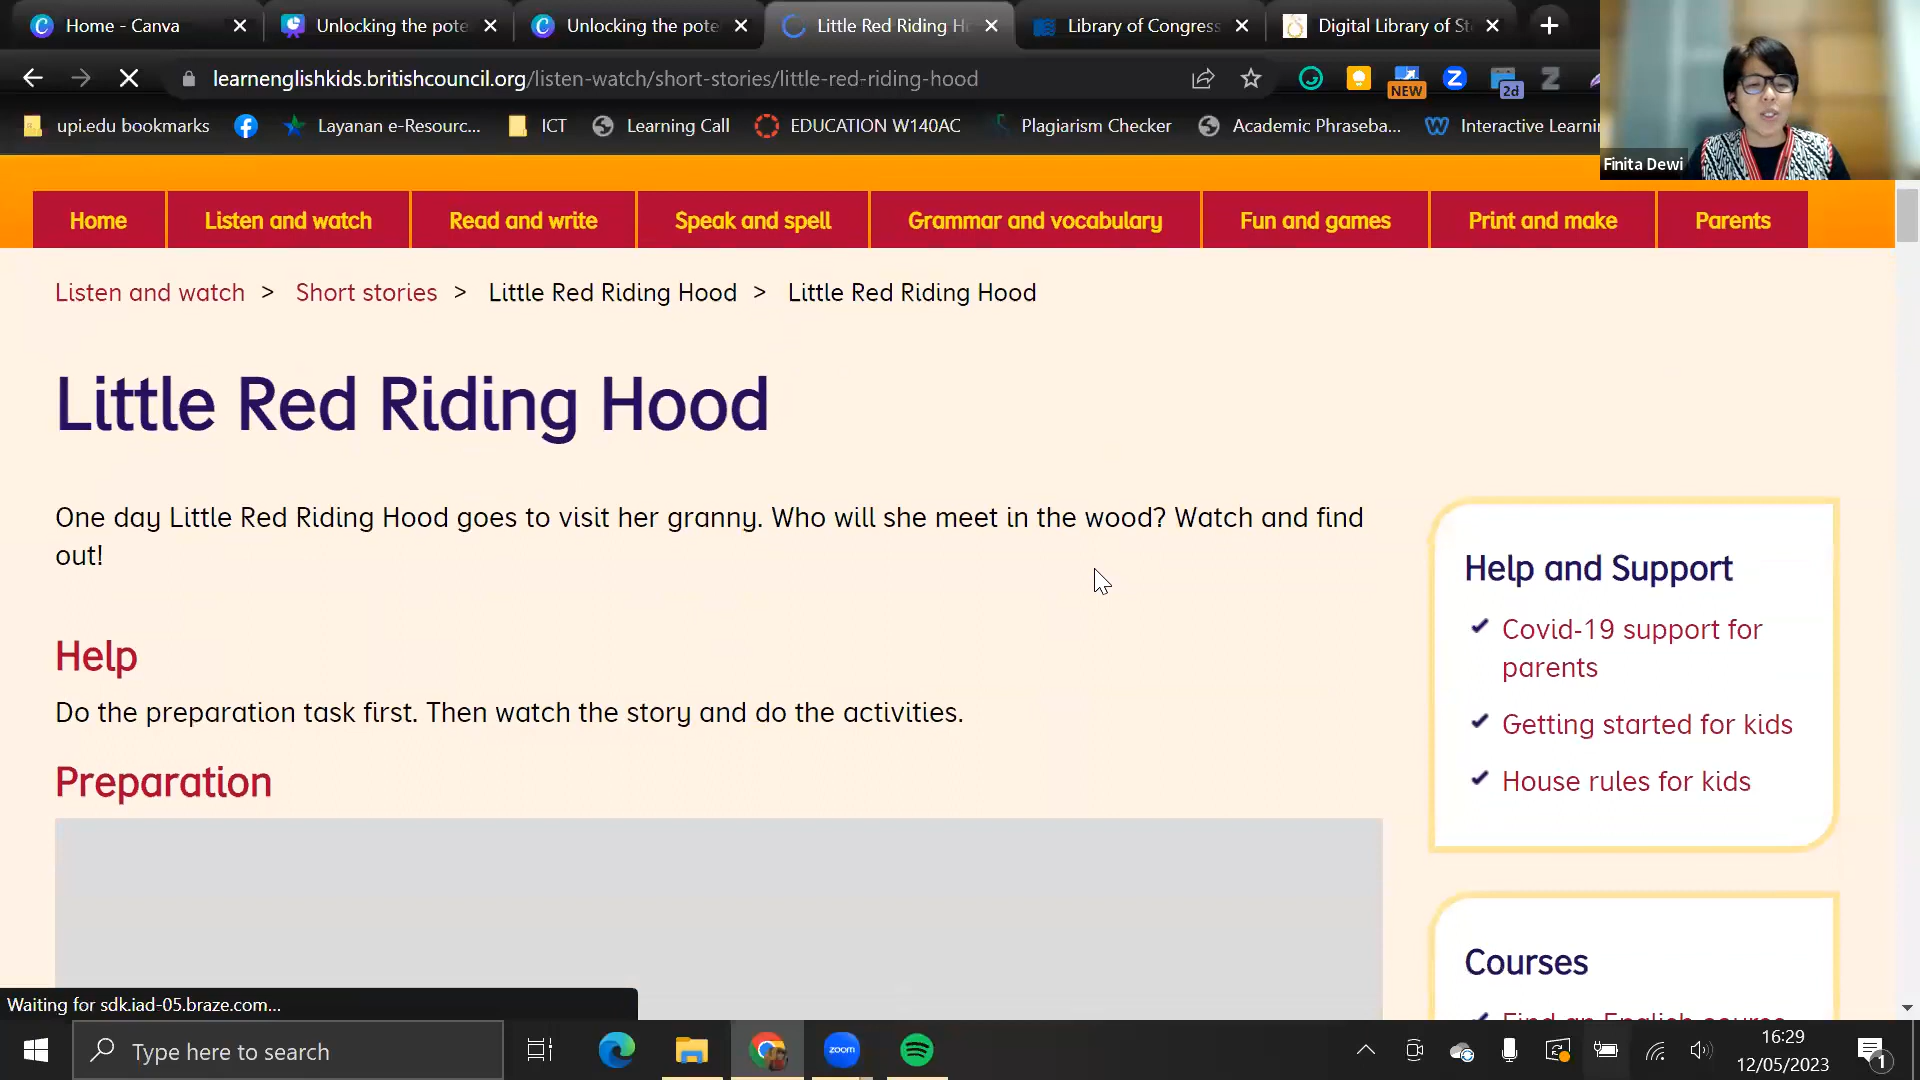 Home - Canva
Unlocking the pote
Unlocking the pote
Little Red Riding H
Library of Congress
Digital Library of St
learnenglishkids.britishcouncil.org/listen-watch/short-stories/little-red-riding-hood
NEW
2d
upi.edu bookmarks
Layanan e-Resourc...
ICT
Learning Call
EDUCATION W140AC
Plagiarism Checker
Academic Phraseba...
Interactive Learni
Finita Dewi
Home
Listen and watch
Read and write
Speak and spell
Grammar and vocabulary
Fun and games
Print and make
Parents
Listen and watch > Short stories > Little Red Riding Hood > Little Red Riding Hood
Little Red Riding Hood
One day Little Red Riding Hood goes to visit her granny. Who will she meet in the wood? Watch and find
out!
Help
Do the preparation task first. Then watch the story and do the activities.
Preparation
Help and Support
Covid-19 support for
parents
Getting started for kids
House rules for kids
Courses
Find an English course
Waiting for sdk.iad-05.braze.com...
Type here to search
zoom
16:29
12/05/2023
1